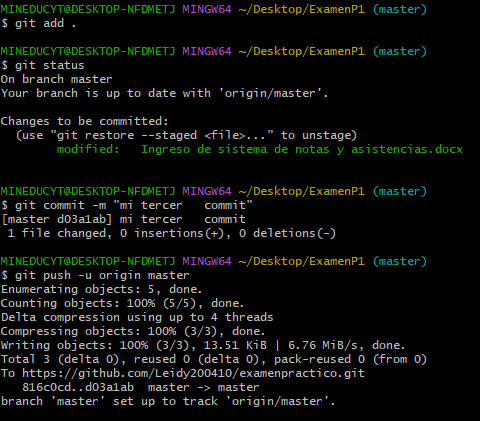 MINEDUCYT@DESKTOP-NFDMETJ MINGW64 ~/Desktop/ExamenP1 (master)
$ git add .

MINEDUCYT@DESKTOP-NFDMETJ MINGW64 ~/Desktop/ExamenP1 (master)
$ git status
On branch master
Your branch is up to date with 'origin/master'.

Changes to be committed:
  (use "git restore --staged <file>..." to unstage)
        modified:   Ingreso de sistema de notas y asistencias.docx

MINEDUCYT@DESKTOP-NFDMETJ MINGW64 ~/Desktop/ExamenP1 (master)
$ git commit -m "mi tercer   commit"
[master d03a1ab] mi tercer   commit
 1 file changed, 0 insertions(+), 0 deletions(-)

MINEDUCYT@DESKTOP-NFDMETJ MINGW64 ~/Desktop/ExamenP1 (master)
$ git push -u origin master
Enumerating objects: 5, done.
Counting objects: 100% (5/5), done.
Delta compression using up to 4 threads
Compressing objects: 100% (3/3), done.
Writing objects: 100% (3/3), 13.51 KiB | 6.76 MiB/s, done.
Total 3 (delta 0), reused 0 (delta 0), pack-reused 0 (from 0)
To https://github.com/Leidy200410/examenpractico.git
   816c0cd..d03a1ab  master -> master
branch 'master' set up to track 'origin/master'.